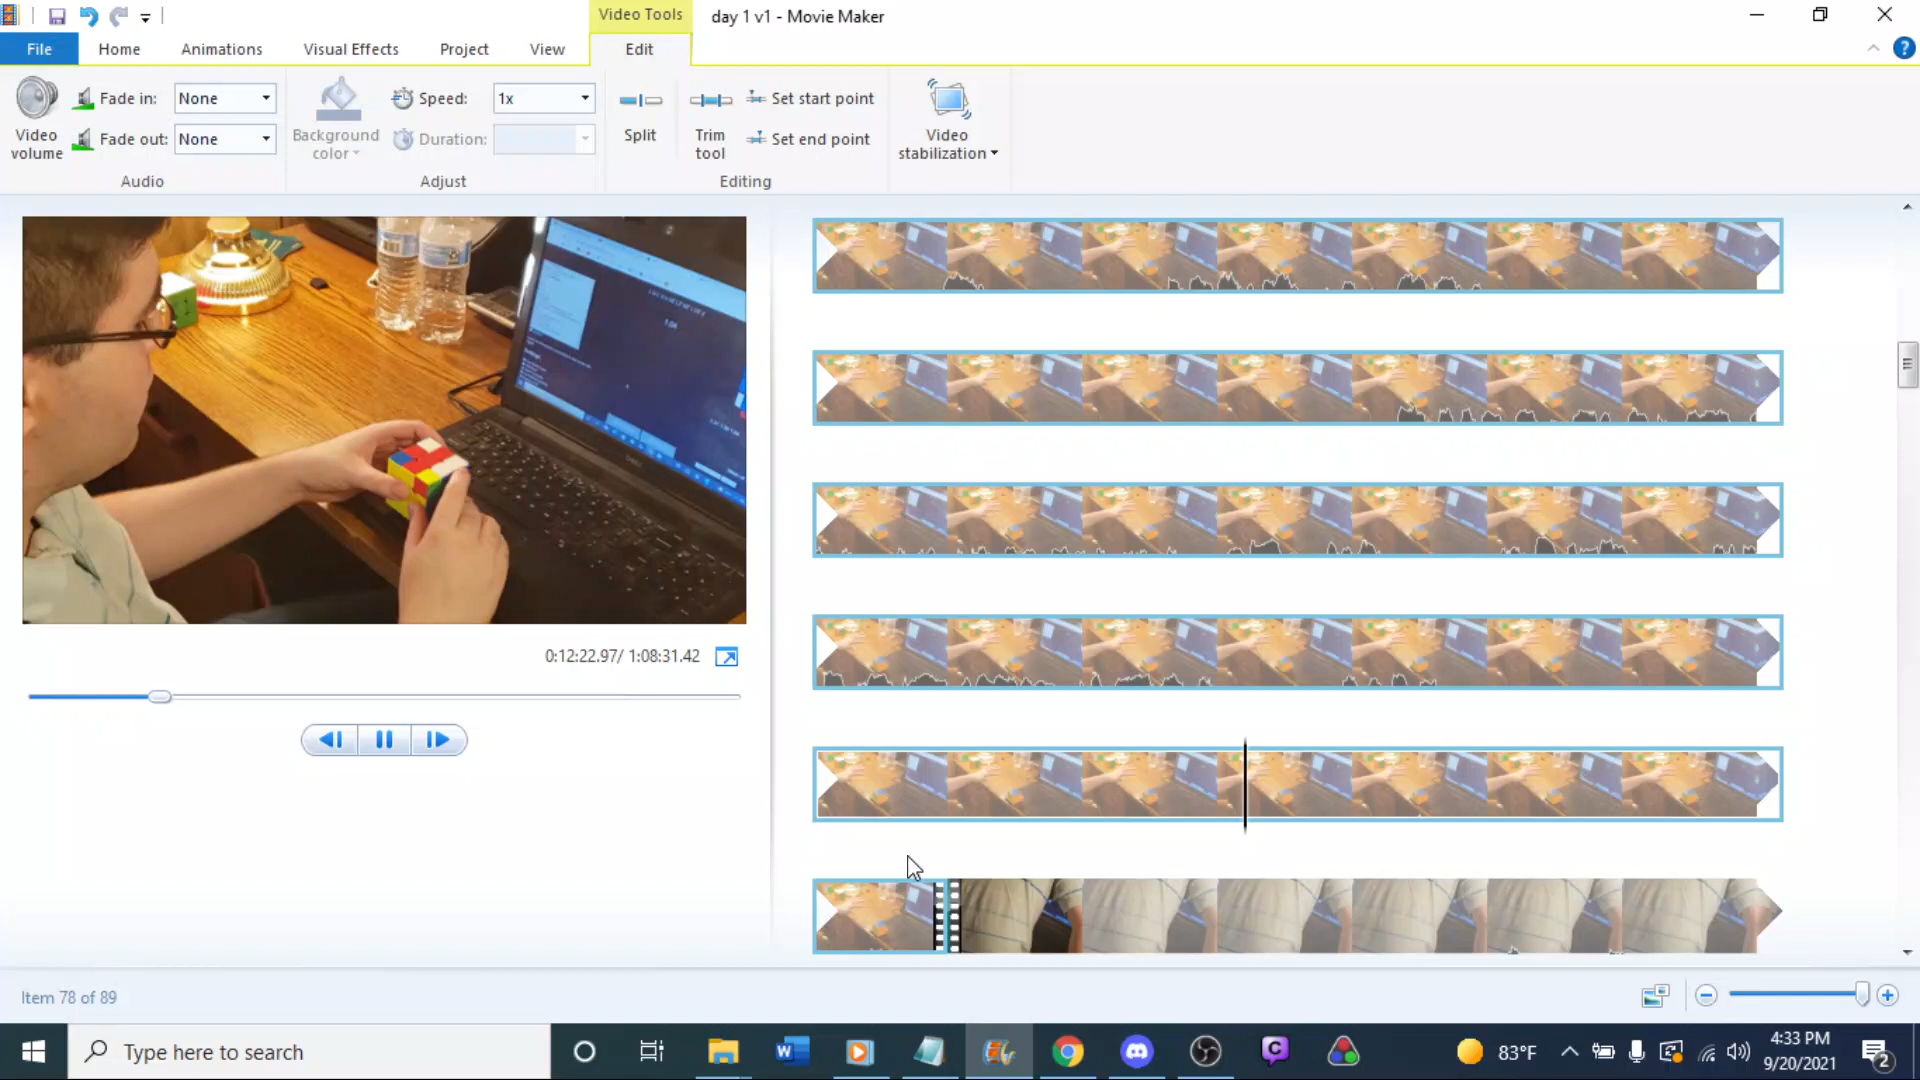 Video Tools
day 1 v1 - Movie Maker
File
Home
Animations
Visual Effects
Project
View
Edit
Video
volume
Fade in:
None
Fade out:
None
Audio
Background
color
Speed:
1x
Duration:
Adjust
Split
Trim
tool
Set start point
Set end point
Editing
Video
stabilization
0:12:22.97/ 1:08:31.42
Item 78 of 89
Type here to search
83°F
4:33 PM
9/20/2021
2